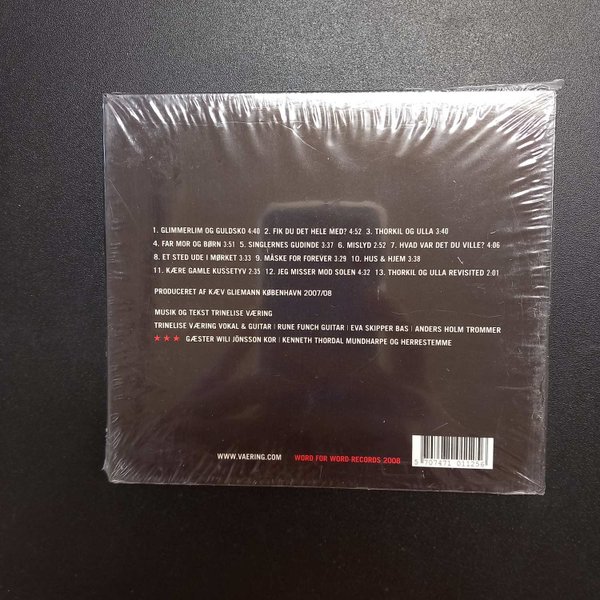 1. GLIMMERLIM OG GULDSKO 4:40 2. FIK DU DET HELE MED? 4:52 3. THORKIL OG ULLA 3:40
4. FAR MOR OG BØRN 3:51 5. SINGLERNES GUDINDE 3:37 6. MISLYD 2:52 7. HVAD VAR DET DU VILLE? 4:06
8. ET STED UDE I MØRKET 3:30 9. MÅSKE FOR FOREVER 3:29 10. HUS & HJEM 3:38
11. KÆRE GAMLE KUSSETYV 2:35 12. JEG MISSER MOD SOLEN 4:32 13. THORKIL OG ULLA REVISITED 2:01
PRODUCERET AF KÆV GLIEMANN KØBENHAVN 2007/08
MUSIK OG TEKST TRINELISE VÆRING
TRINELISE VÆRING VOKAL & GUITAR | RUNE FUNCH GUITAR | EVA SKIPPER BAS | ANDERS HOLM TROMMER
★ ★ ★ GÆSTER WILI JÖNSSON KOR | KENNETH THORDAL MUNDHARPE OG HERRESTEMME
WWW.VAERING.COM WORD FOR WORD RECORDS 2008
5 707471 011256